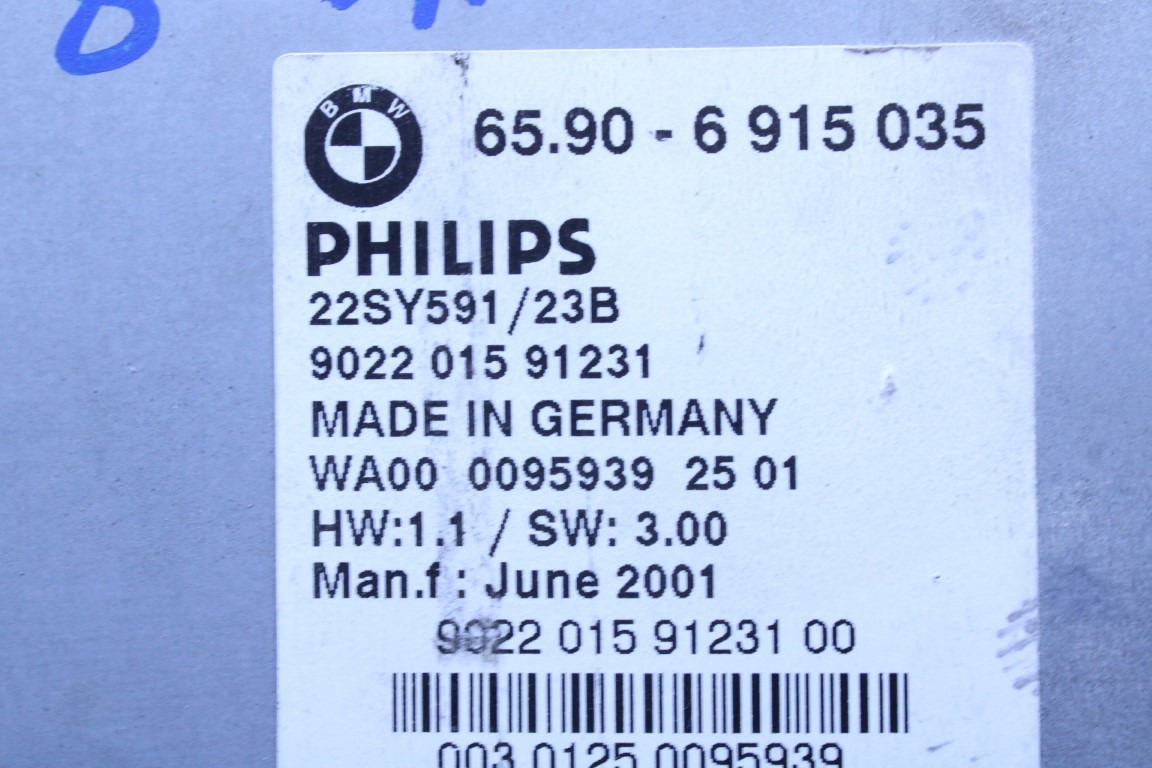 BMW 65.90 - 6 915 035
PHILIPS
22SY591/23B
9022 015 91231
MADE IN GERMANY
WA00 0095939 25 01
HW:1.1 / SW: 3.00
Man.f : June 2001
9022 015 91231 00
003 0125 0095939